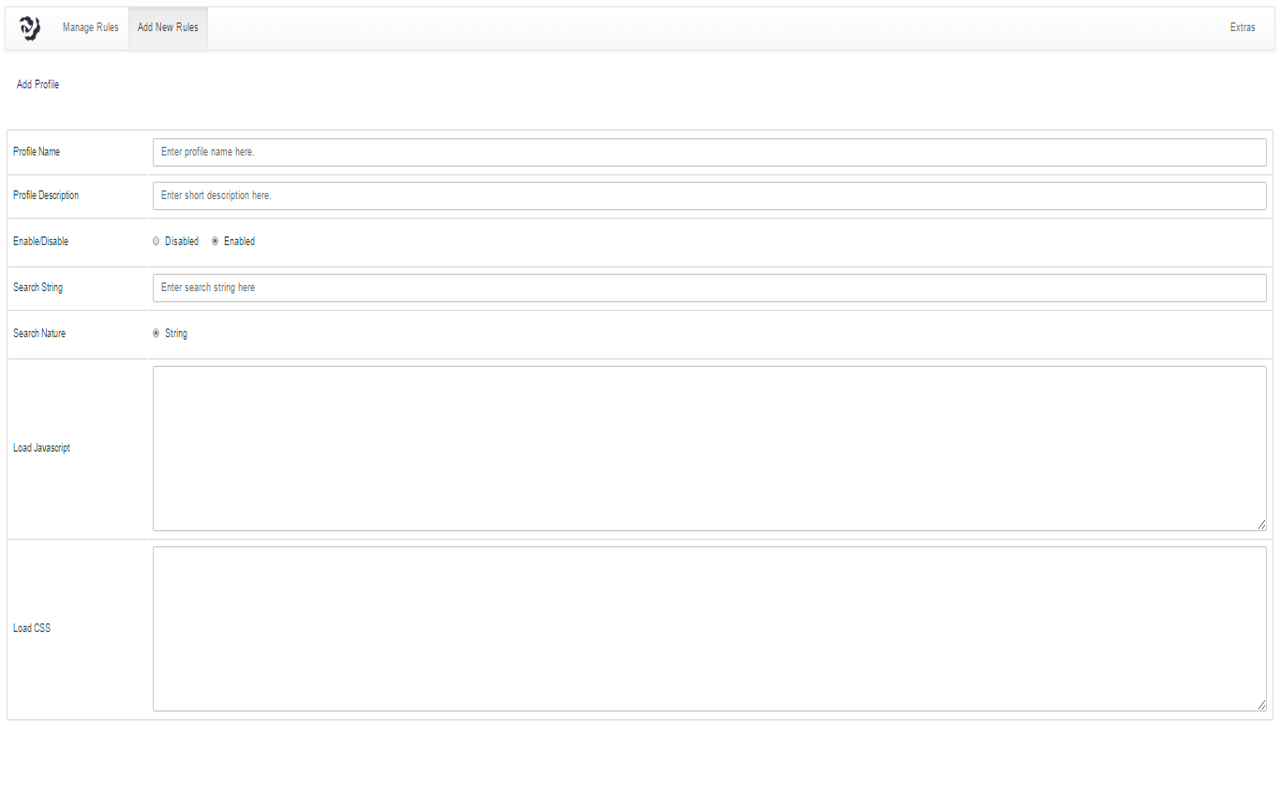 Manage Rules Add New Rules Extras
Add Profile
Profile Name Enter profile name here.
Profile Description Enter short description here.
Enable/Disable Disabled Enabled
Search String Enter search string here
Search Nature String
Load Javascript
Load CSS